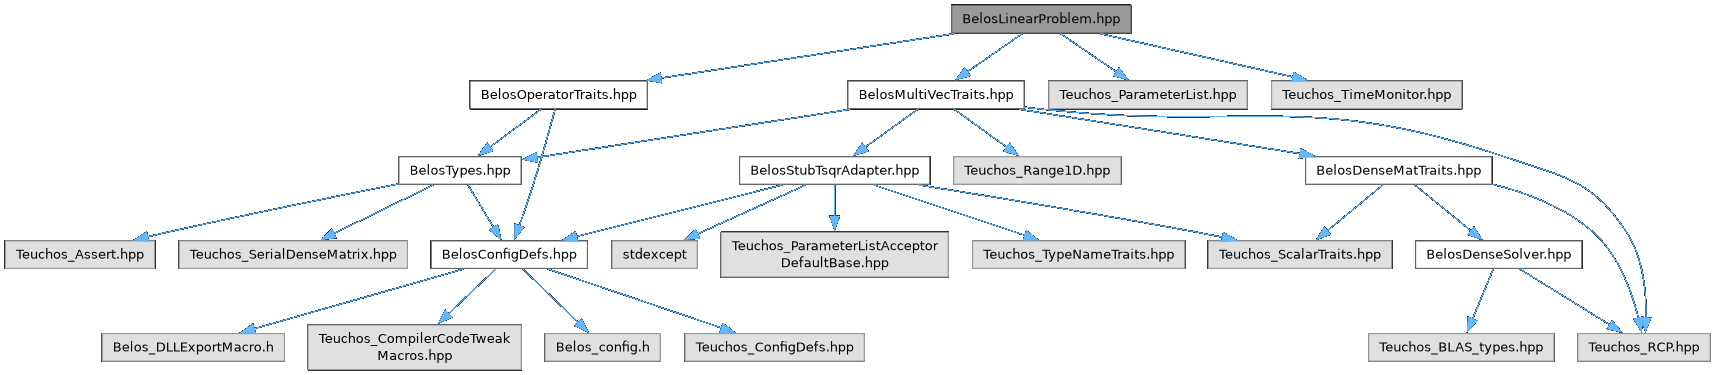 BelosLinearProblem.hpp
BelosOperatorTraits.hpp
BelosMultiVecTraits.hpp
Teuchos_ParameterList.hpp
Teuchos_TimeMonitor.hpp
BelosTypes.hpp
BelosStubTsqrAdapter.hpp
Teuchos_Range1D.hpp
BelosDenseMatTraits.hpp
Teuchos_Assert.hpp
Teuchos_SerialDenseMatrix.hpp
BelosConfigDefs.hpp
stdexcept
Teuchos_ParameterListAcceptor
DefaultBase.hpp
Teuchos_TypeNameTraits.hpp
Teuchos_ScalarTraits.hpp
BelosDenseSolver.hpp
Belos_DLLExportMacro.h
Teuchos_CompilerCodeTweak
Macros.hpp
Belos_config.h
Teuchos_ConfigDefs.hpp
Teuchos_BLAS_types.hpp
Teuchos_RCP.hpp